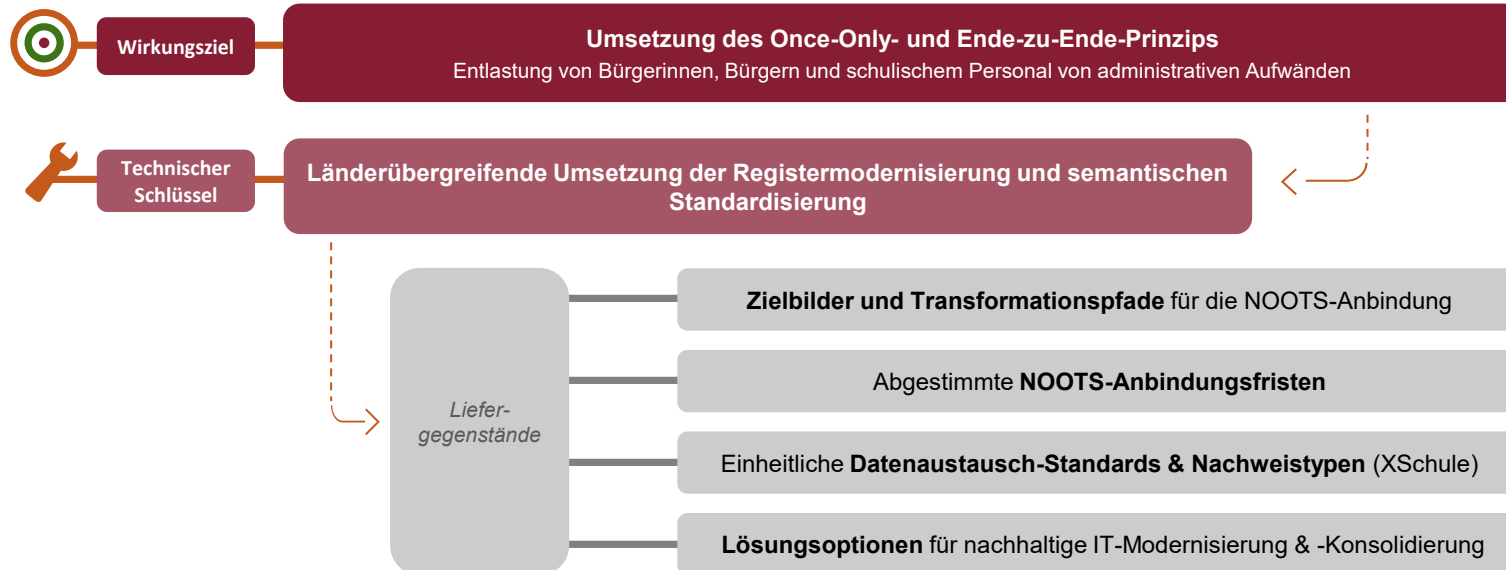 Wirkungsziel
Umsetzung des Once-Only- und Ende-zu-Ende-Prinzips
Entlastung von Bürgerinnen, Bürgern und schulischem Personal von administrativen Aufwänden
Technischer
Schlüssel
Länderübergreifende Umsetzung der Registermodernisierung und semantischen
Standardisierung
Liefer-
gegenstände
Zielbilder und Transformationspfade für die NOOTS-Anbindung
Abgestimmte NOOTS-Anbindungsfristen
Einheitliche Datenaustausch-Standards & Nachweistypen (XSchule)
Lösungsoptionen für nachhaltige IT-Modernisierung & -Konsolidierung